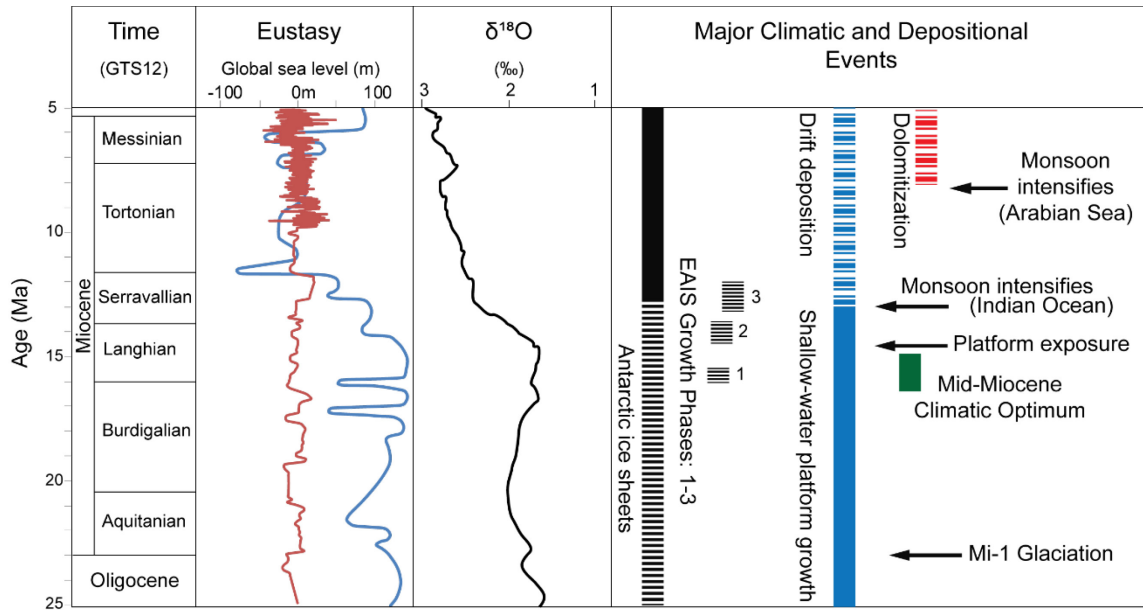 Time
(GTS12)
Eustasy
Global sea level (m)
-100 0m 100
δ¹⁸O
(‰)
3 2 1
Major Climatic and Depositional
Events
Age (Ma)
5
10
15
20
25
Miocene
Messinian
Tortonian
Serravallian
Langhian
Burdigalian
Aquitanian
Oligocene
Antarctic ice sheets
EAIS Growth Phases: 1-3
3
2
1
Drift deposition
Shallow-water platform growth
Dolomitization
Monsoon
intensifies
(Arabian Sea)
Monsoon intensifies
(Indian Ocean)
Platform exposure
Mid-Miocene
Climatic Optimum
Mi-1 Glaciation